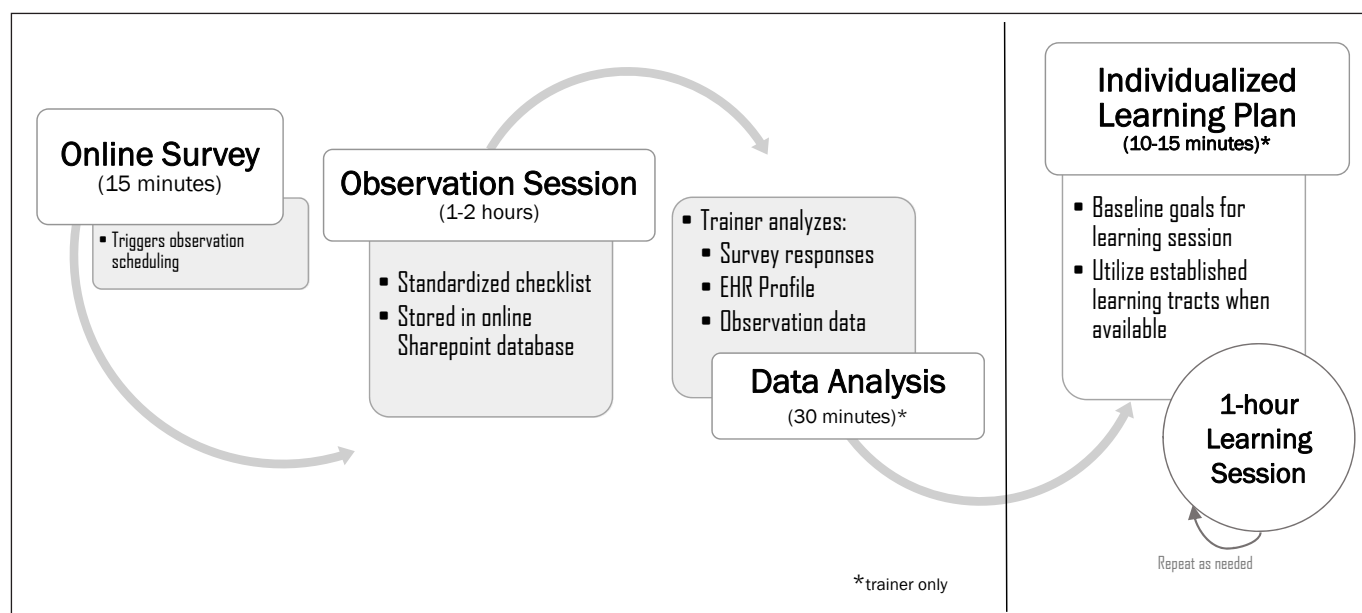 Online Survey
(15 minutes)
▪ Triggers observation
scheduling
Observation Session
(1-2 hours)
▪ Standardized checklist
▪ Stored in online
Sharepoint database
▪ Trainer analyzes:
▪ Survey responses
▪ EHR Profile
▪ Observation data
Data Analysis
(30 minutes)*
*trainer only
Individualized
Learning Plan
(10-15 minutes)*
▪ Baseline goals for
learning session
▪ Utilize established
learning tracts when
available
1-hour
Learning
Session
Repeat as needed